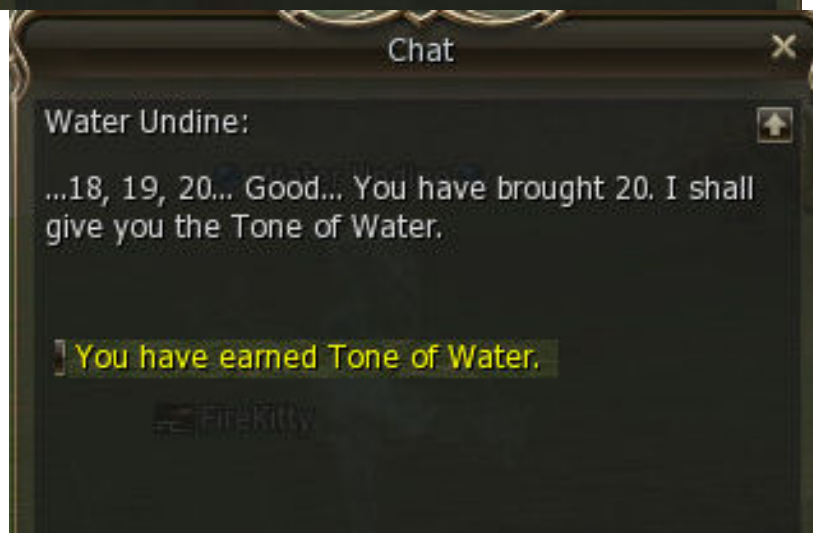 Chat
Water Undine:
...18, 19, 20... Good... You have brought 20. I shall
give you the Tone of Water.
You have earned Tone of Water.
FireKitty